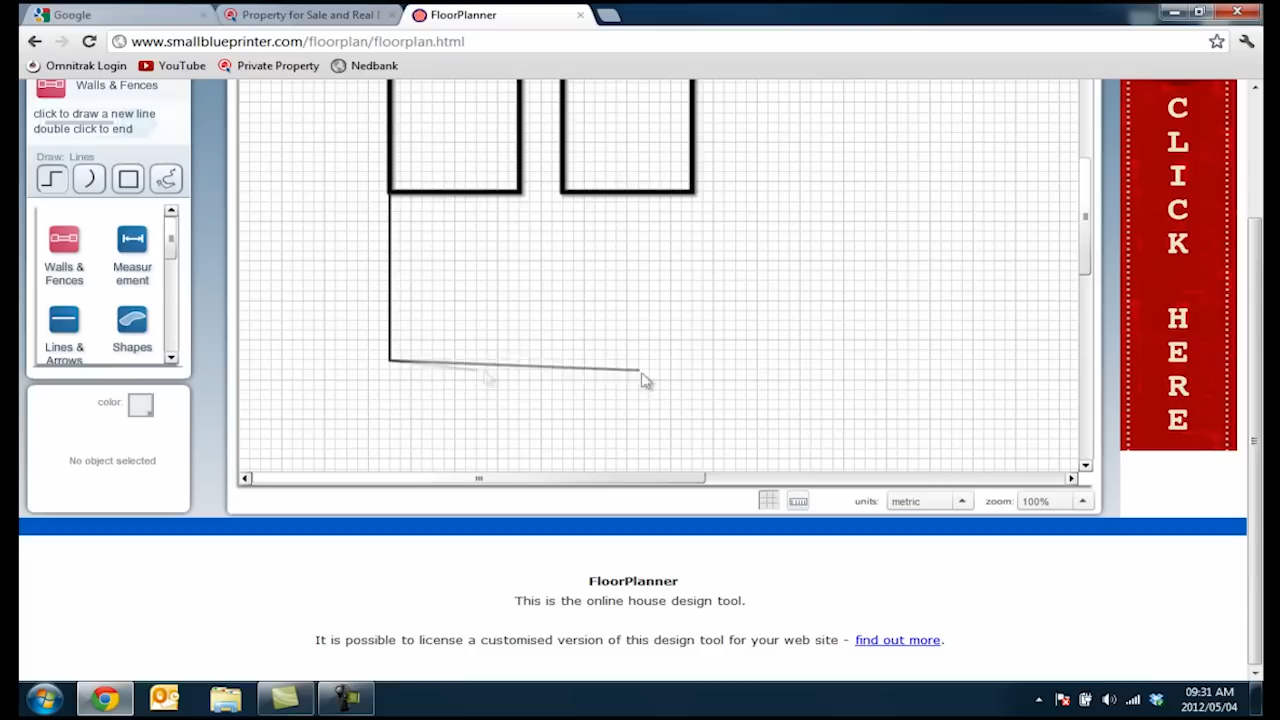 Google
Property for Sale and Real
FloorPlanner
www.smallblueprinter.com/floorplan/floorplan.html
Omnitrak Login
YouTube
Private Property
Nedbank
Walls & Fences
click to draw a new line
double click to end
Draw: Lines
Walls &
Fences
Measur
ement
Lines &
Arrows
Shapes
color:
No object selected
units:
metric
zoom:
100%
CLICK
HERE
FloorPlanner
This is the online house design tool.
It is possible to license a customised version of this design tool for your web site - find out more.
09:31 AM
2012/05/04